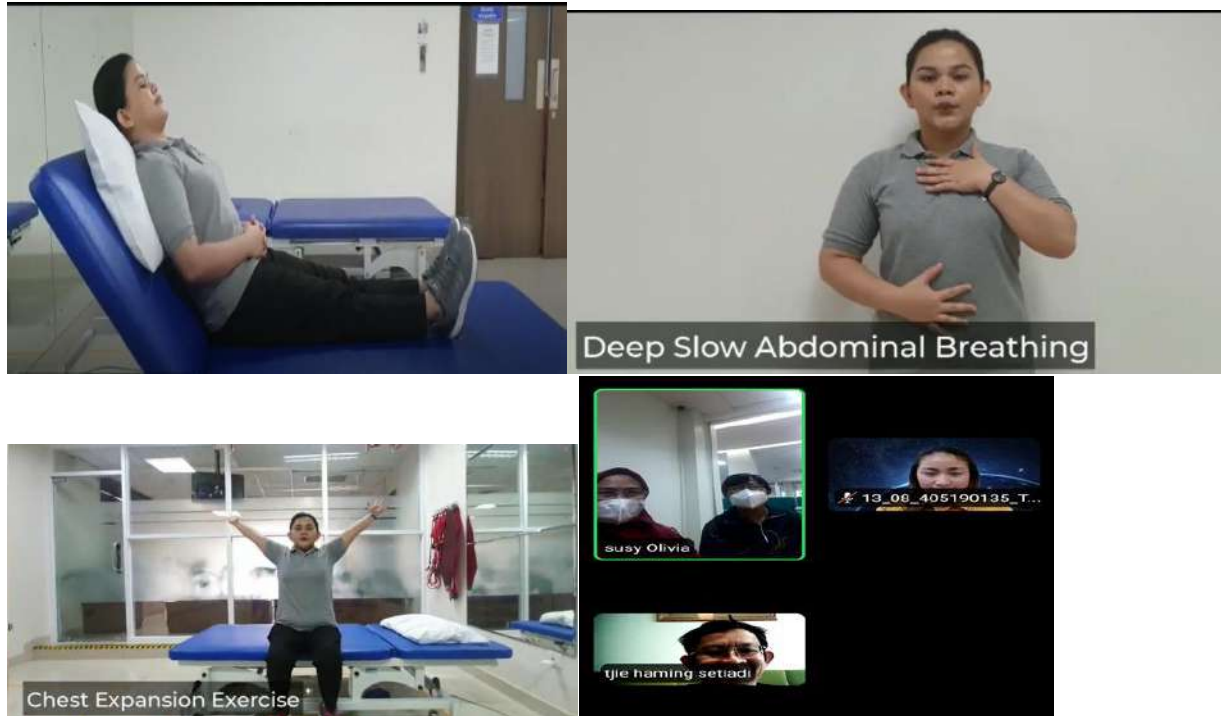 Deep Slow Abdominal Breathing
Chest Expansion Exercise
susy Olivia
13_08_405190135_T...
tjie haming setiadi